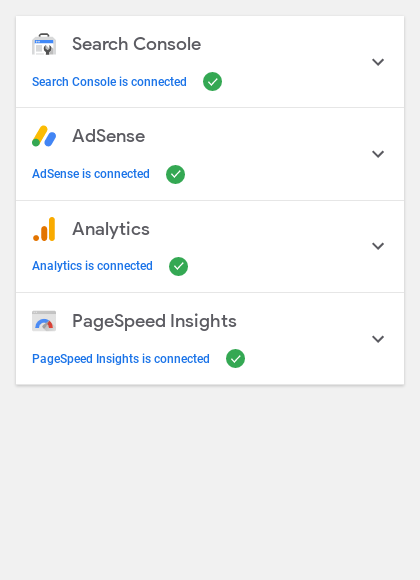 Search Console
Search Console is connected
AdSense
AdSense is connected
Analytics
Analytics is connected
PageSpeed Insights
PageSpeed Insights is connected